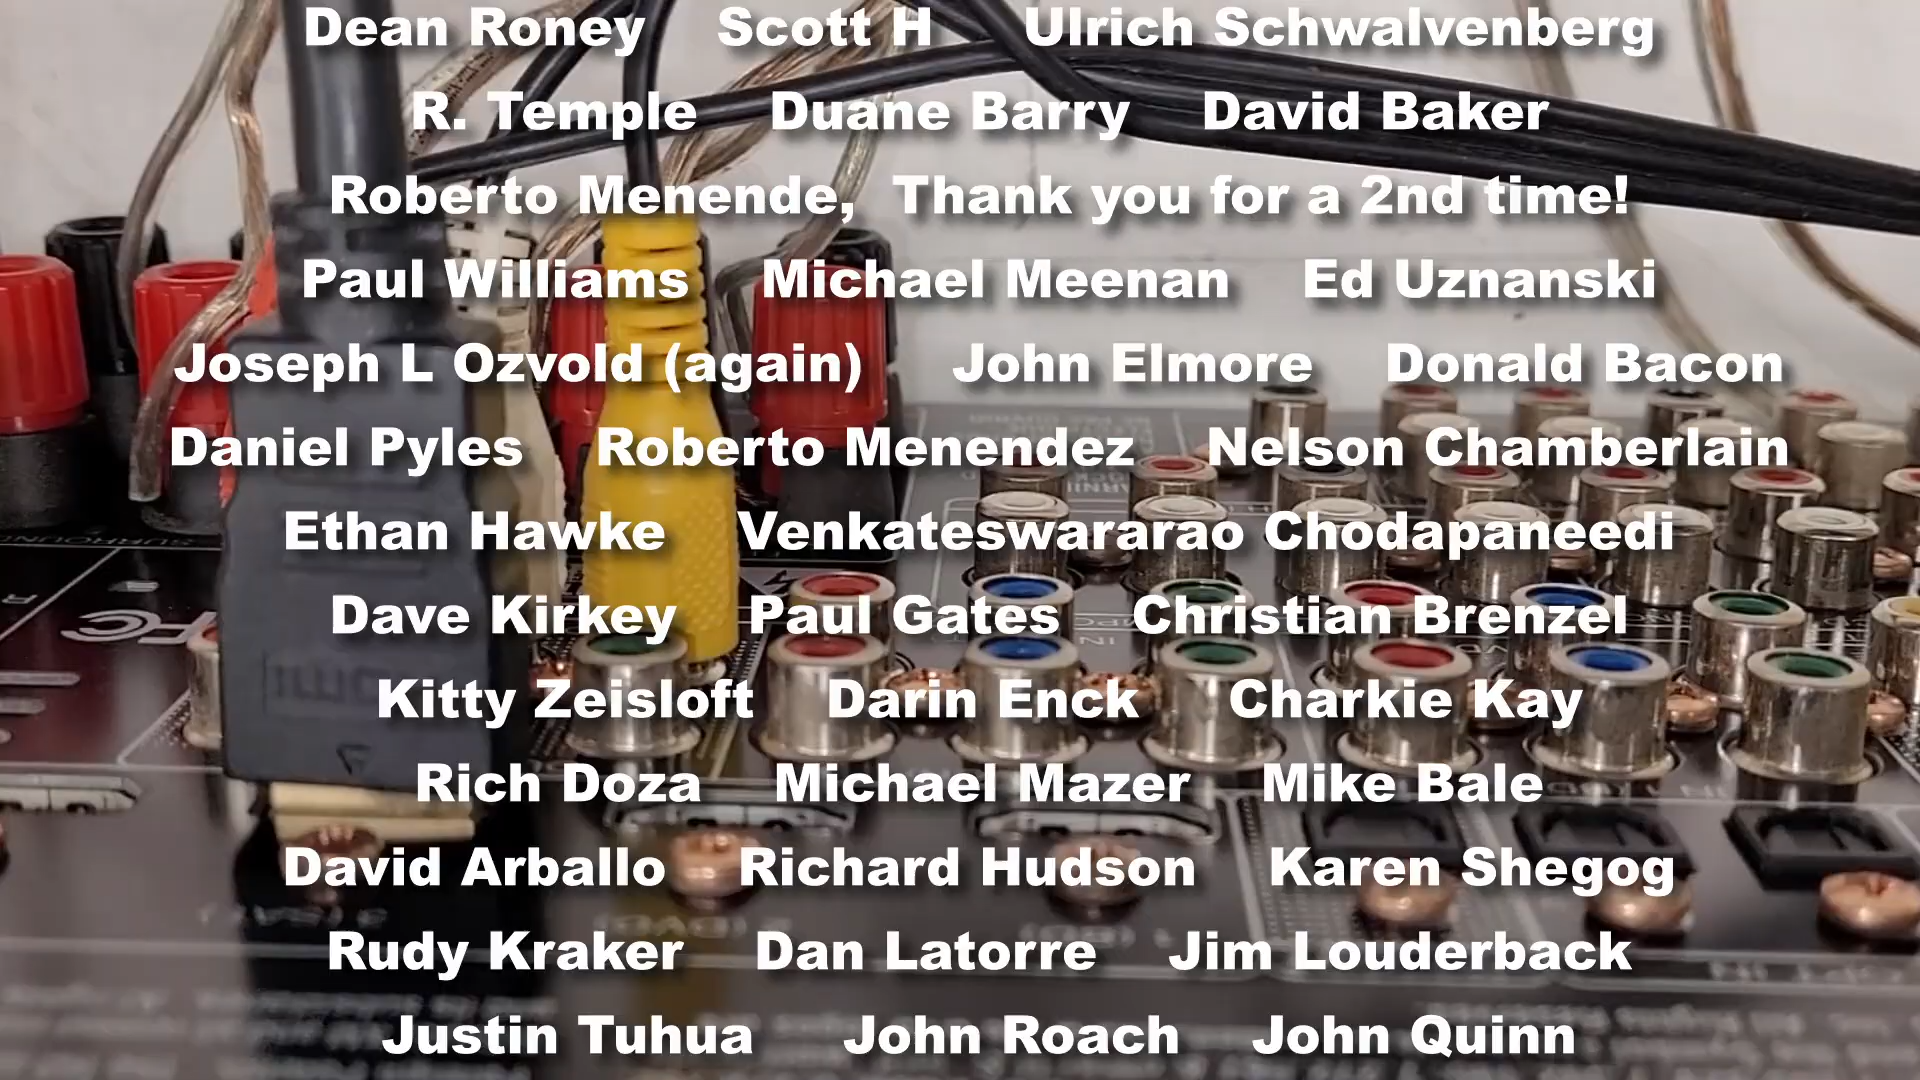 Dean Roney Scott H Ulrich Schwalvenberg
R. Temple Duane Barry David Baker
Roberto Menende, Thank you for a 2nd time!
Paul Williams Michael Meenan Ed Uznanski
Joseph L Ozvold (again) John Elmore Donald Bacon
Daniel Pyles Roberto Menendez Nelson Chamberlain
Ethan Hawke Venkateswararao Chodapaneedi
Dave Kirkey Paul Gates Christian Brenzel
Kitty Zeisloft Darin Enck Charkie Kay
Rich Doza Michael Mazer Mike Bale
David Arballo Richard Hudson Karen Shegog
Rudy Kraker Dan Latorre Jim Louderback
Justin Tuhua John Roach John Quinn